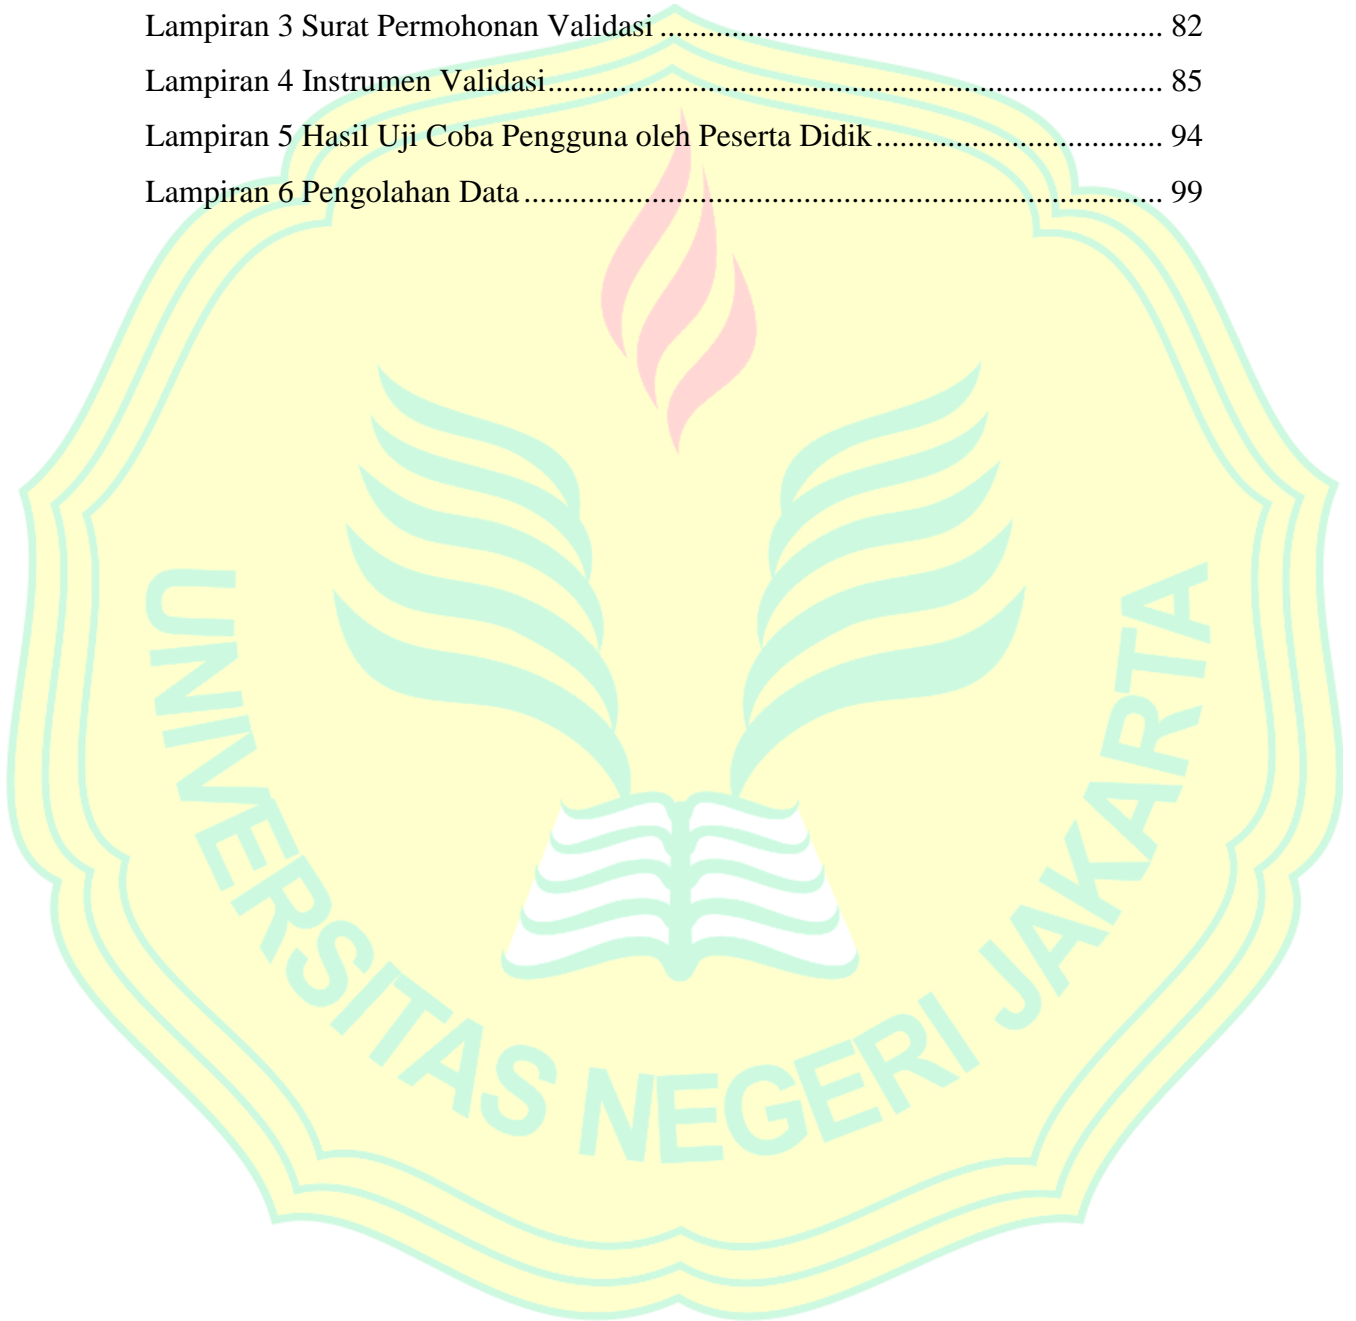 Lampiran 3 Surat Permohonan Validasi ............................................................... 82
Lampiran 4 Instrumen Validasi............................................................................. 85
Lampiran 5 Hasil Uji Coba Pengguna oleh Peserta Didik.................................... 94
Lampiran 6 Pengolahan Data ................................................................................ 99
UNIVERSITAS NEGERI JAKARTA